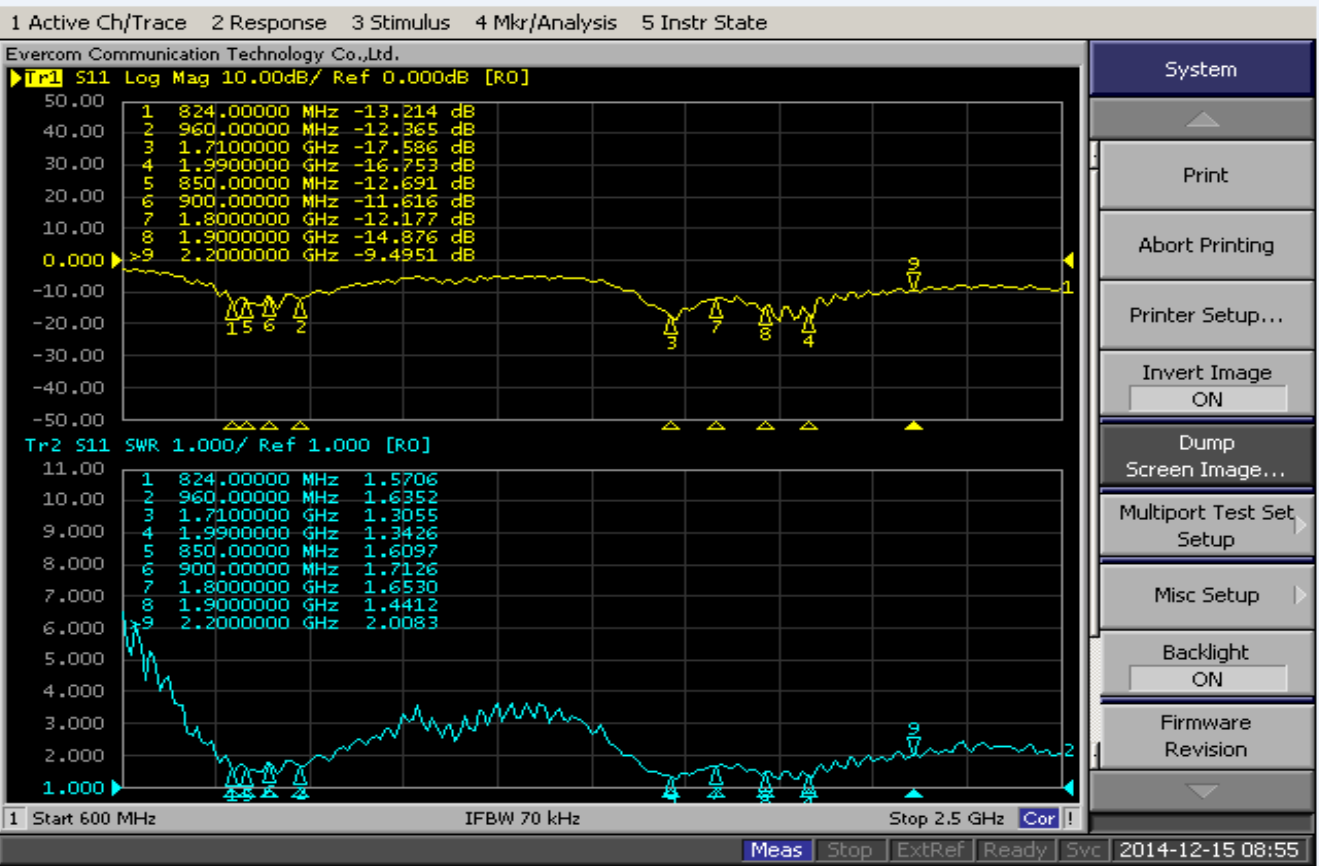 1 Active Ch/Trace 2 Response 3 Stimulus 4 Mkr/Analysis 5 Instr State
Evercom Communication Technology Co.,Ltd.
Tr1 S11 Log Mag 10.00dB/ Ref 0.000dB [RO]
50.00
40.00
30.00
20.00
10.00
0.000
-10.00
-20.00
-30.00
-40.00
-50.00
1 824.00000 MHz -13.214 dB
2 960.00000 MHz -12.365 dB
3 1.7100000 GHz -17.586 dB
4 1.9900000 GHz -16.753 dB
5 850.00000 MHz -12.691 dB
6 900.00000 MHz -11.616 dB
7 1.8000000 GHz -12.177 dB
8 1.9000000 GHz -14.876 dB
>9 2.2000000 GHz -9.4951 dB
9
1
1 5 6 2 3 7 8 4
Tr2 S11 SWR 1.000/ Ref 1.000 [RO]
11.00
10.00
9.000
8.000
7.000
6.000
5.000
4.000
3.000
2.000
1.000
1 824.00000 MHz 1.5706
2 960.00000 MHz 1.6352
3 1.7100000 GHz 1.3055
4 1.9900000 GHz 1.3426
5 850.00000 MHz 1.6097
6 900.00000 MHz 1.7126
7 1.8000000 GHz 1.6530
8 1.9000000 GHz 1.4412
>9 2.2000000 GHz 2.0083
9
2
1 Start 600 MHz IFBW 70 kHz Stop 2.5 GHz Cor !
System
Print
Abort Printing
Printer Setup...
Invert Image
ON
Dump
Screen Image...
Multiport Test Set
Setup
Misc Setup
Backlight
ON
Firmware
Revision
Meas Stop ExtRef Ready Svc 2014-12-15 08:55